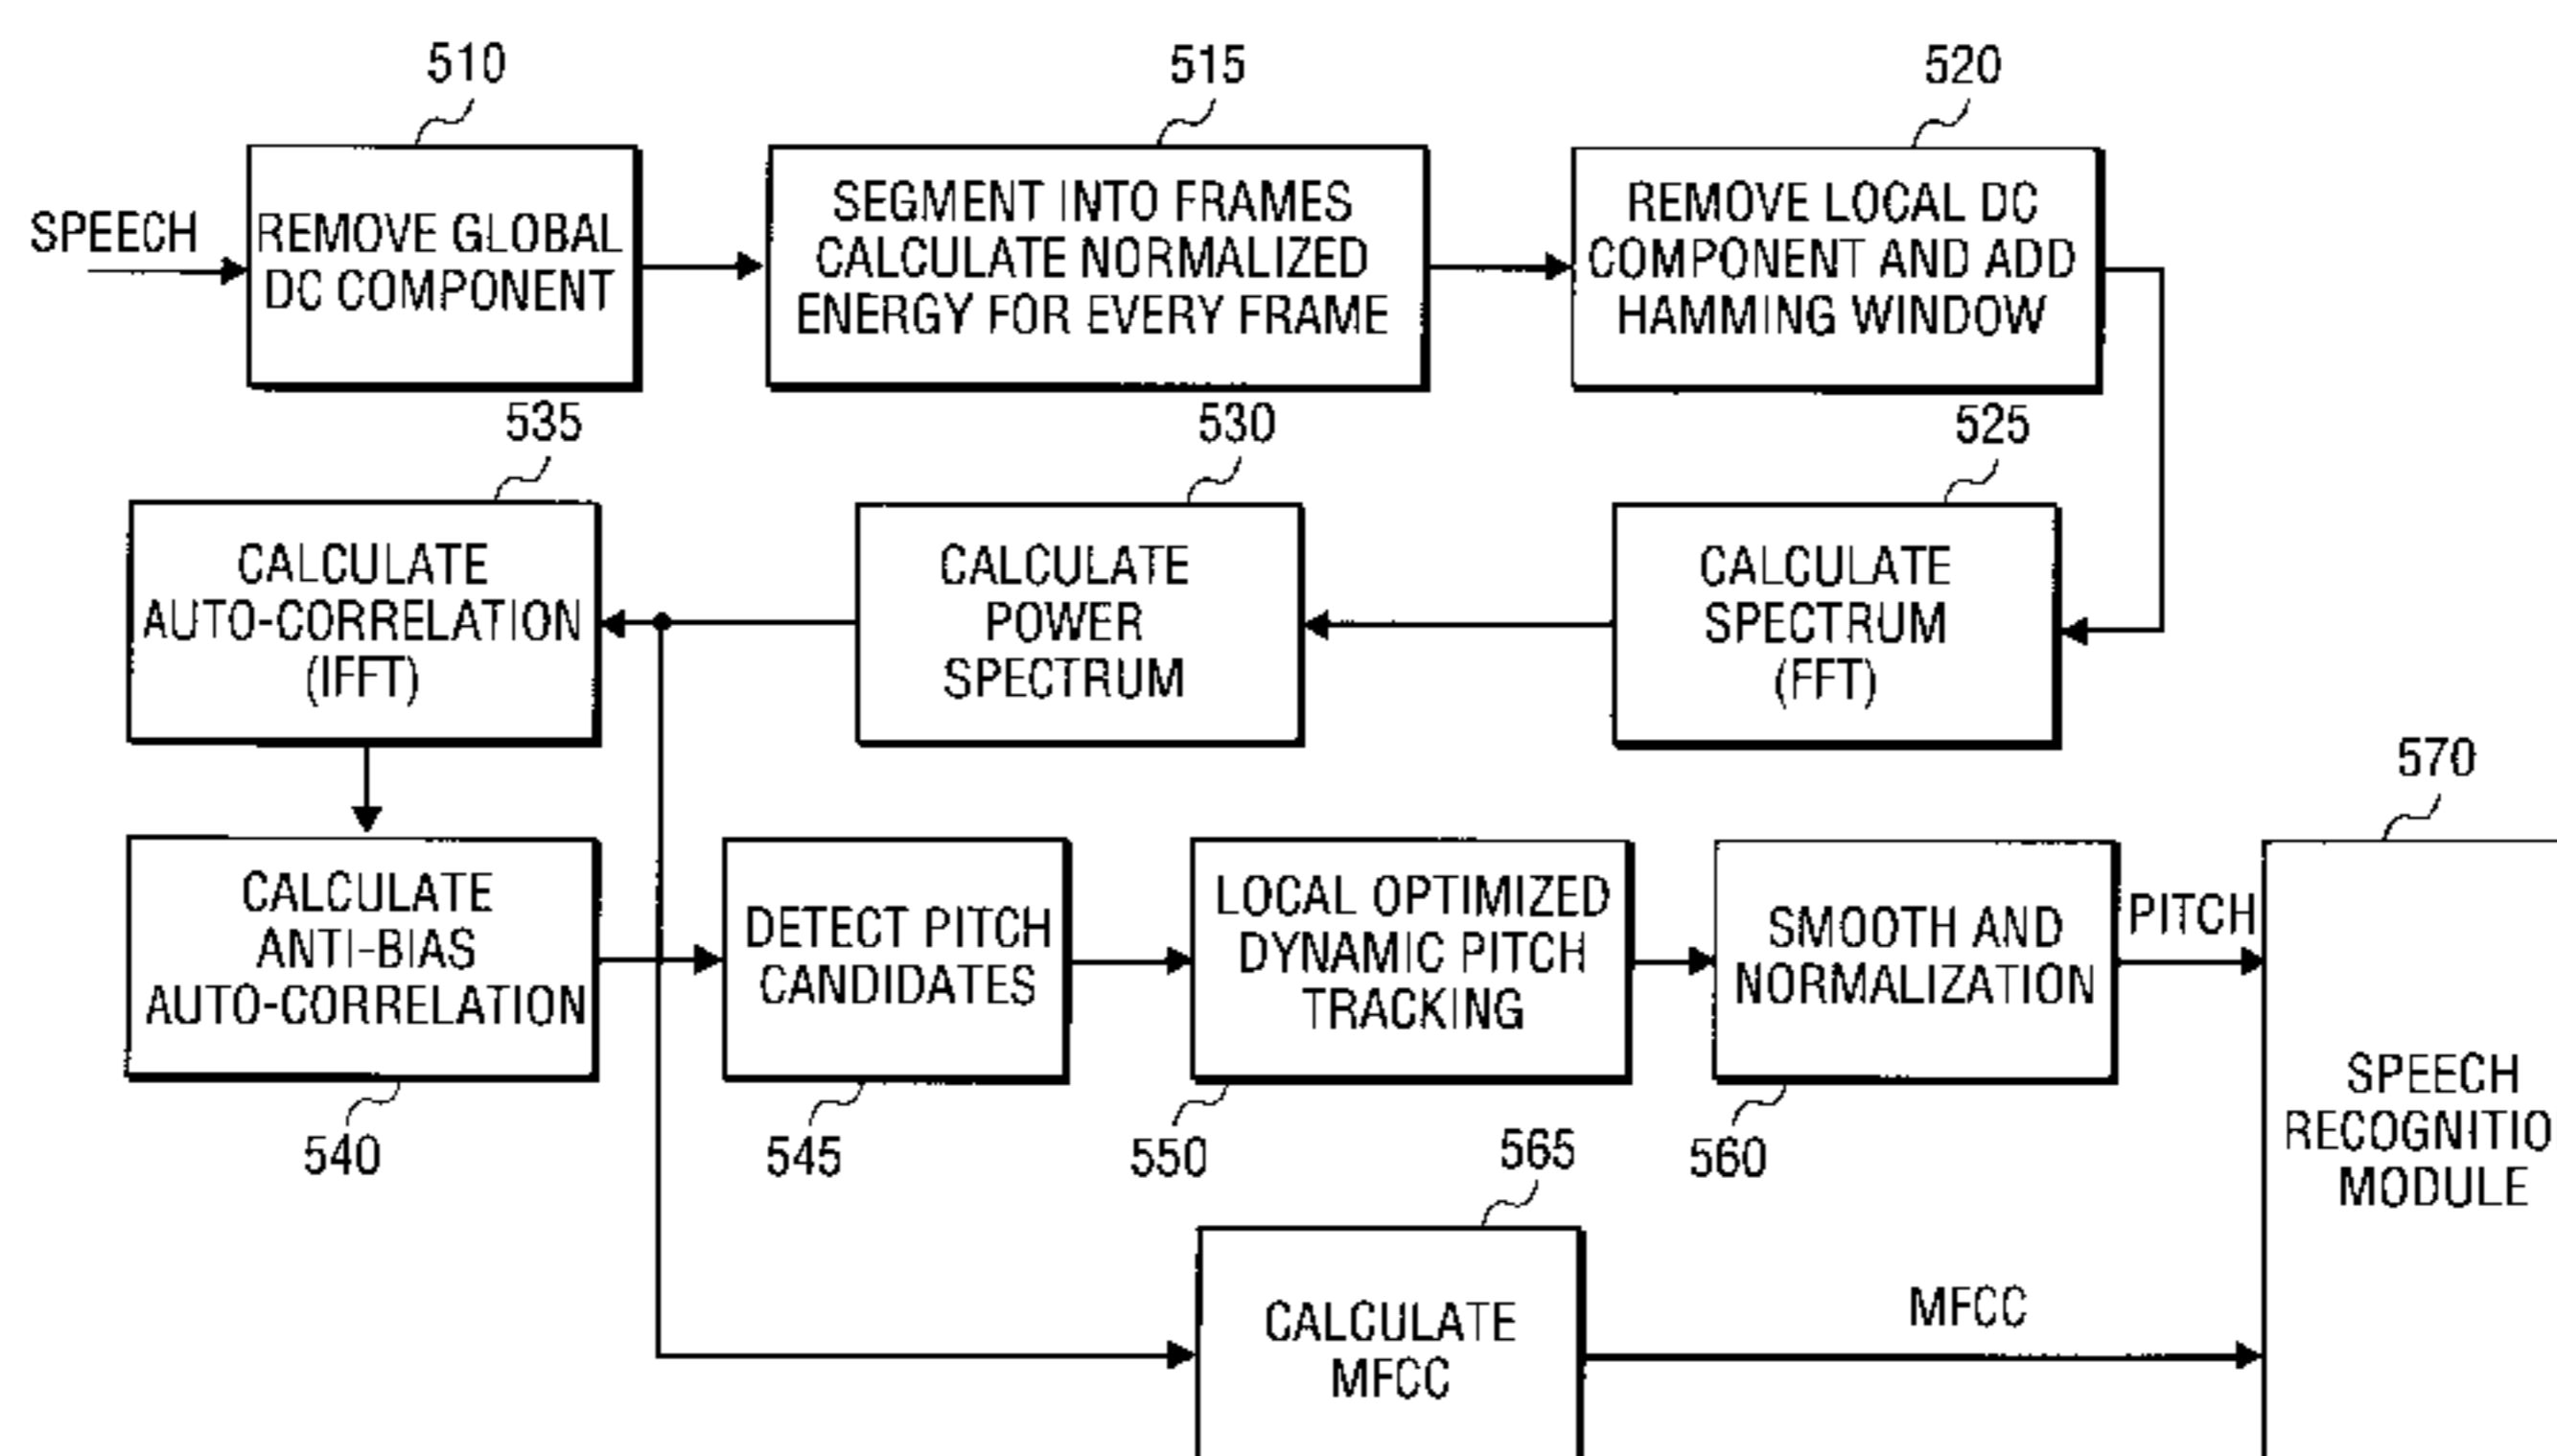 510
515
520
SPEECH
REMOVE GLOBAL
DC COMPONENT
SEGMENT INTO FRAMES
CALCULATE NORMALIZED
ENERGY FOR EVERY FRAME
REMOVE LOCAL DC
COMPONENT AND ADD
HAMMING WINDOW
535
530
525
CALCULATE
AUTO-CORRELATION
(IFFT)
CALCULATE
POWER
SPECTRUM
CALCULATE
SPECTRUM
(FFT)
570
CALCULATE
ANTI-BIAS
AUTO-CORRELATION
DETECT PITCH
CANDIDATES
LOCAL OPTIMIZED
DYNAMIC PITCH
TRACKING
SMOOTH AND
NORMALIZATION
PITCH
SPEECH
RECOGNITIO
MODULE
540
545
550
565
560
CALCULATE
MFCC
MFCC